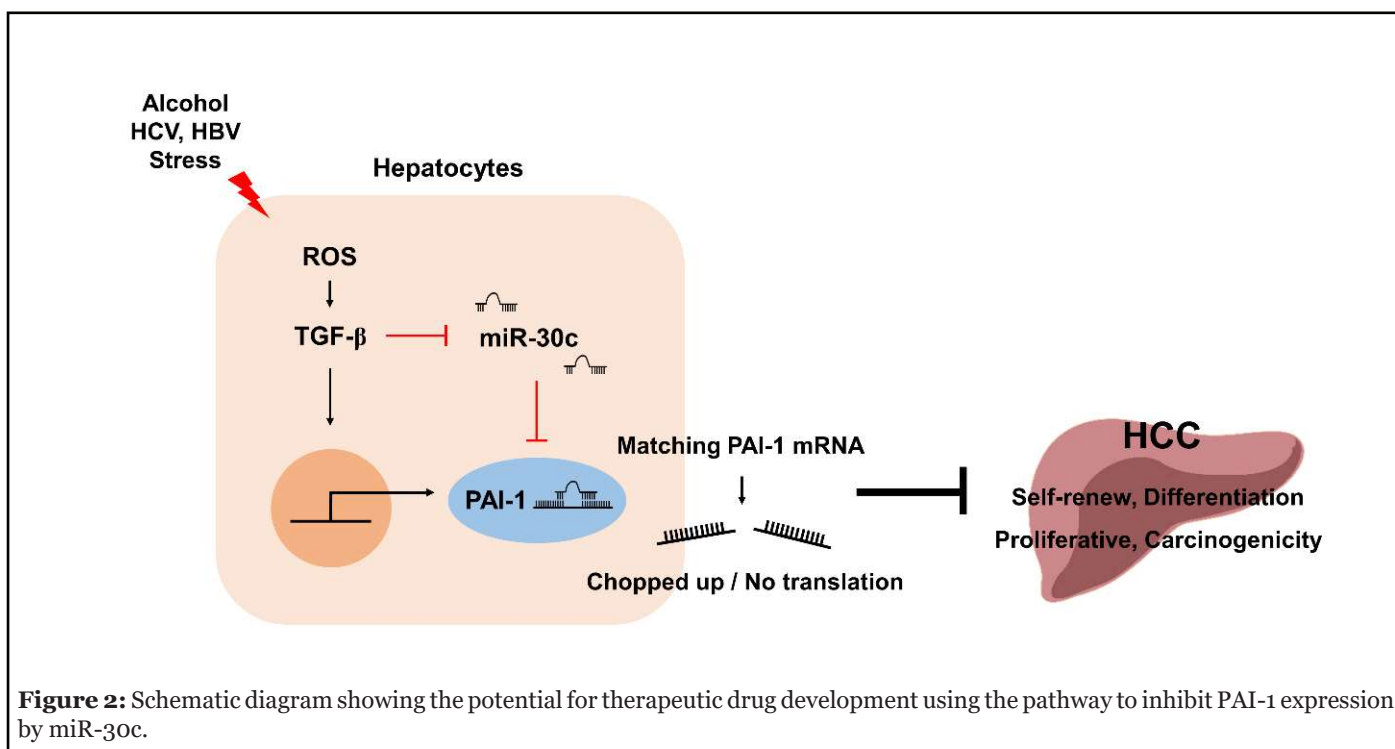 Alcohol
HCV, HBV
Stress
Hepatocytes
ROS
TGF-β
miR-30c
PAI-1
Matching PAI-1 mRNA
Chopped up / No translation
HCC
Self-renew, Differentiation
Proliferative, Carcinogenicity
Figure 2: Schematic diagram showing the potential for therapeutic drug development using the pathway to inhibit PAI-1 expression
by miR-30c.